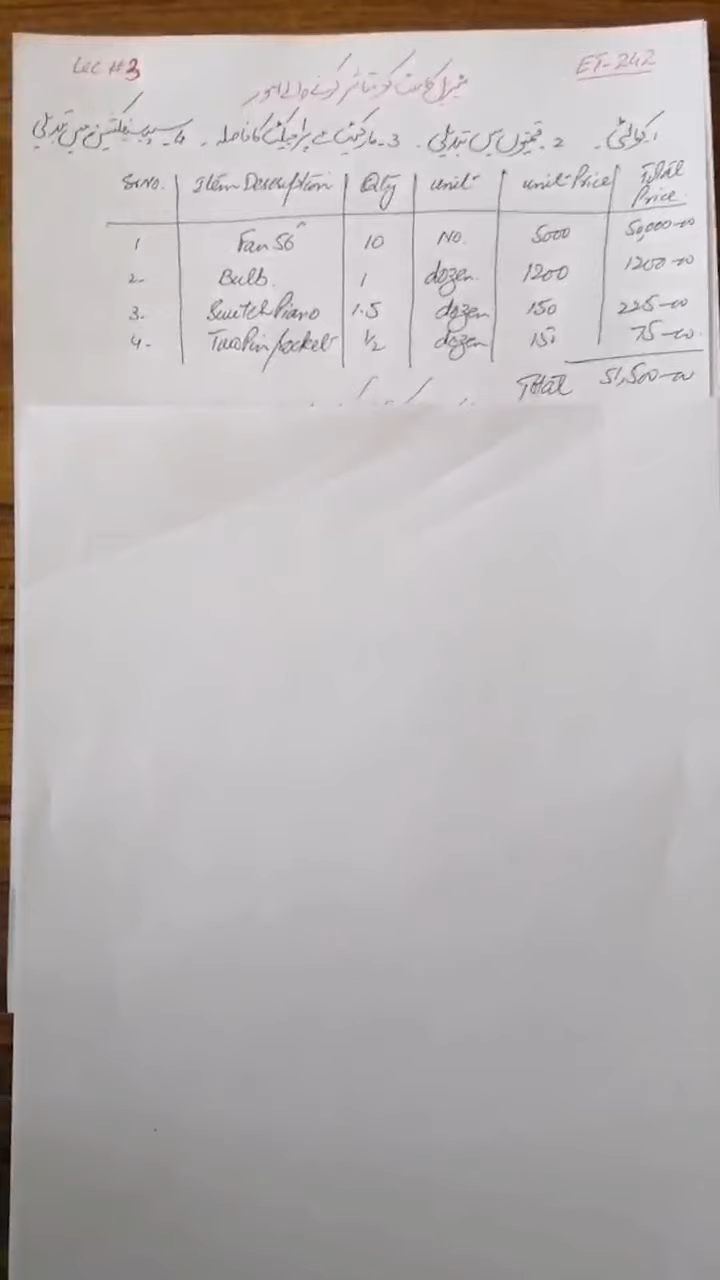 Lec #3
ET-242
میٹریل کاسٹ کو متاثر کرنے والے امور
1۔ کوالٹی۔ 2۔ قیمتوں میں تبدیلی۔ 3۔ مارکیٹ سے پراجیکٹ کا فاصلہ۔ 4۔ سپیسیفکیشن میں تبدیلی
Sr.No. Item Description Qty unit unit Price Total Price
1 Fan 56" 10 No. 5000 50,000-00
2- Bulb. 1 dozen. 1200 1200-00
3. Switch Piano 1.5 dozen 150 225-00
4- Two Pin Socket 1/2 dozen 150 75-00
Total 51,500-00